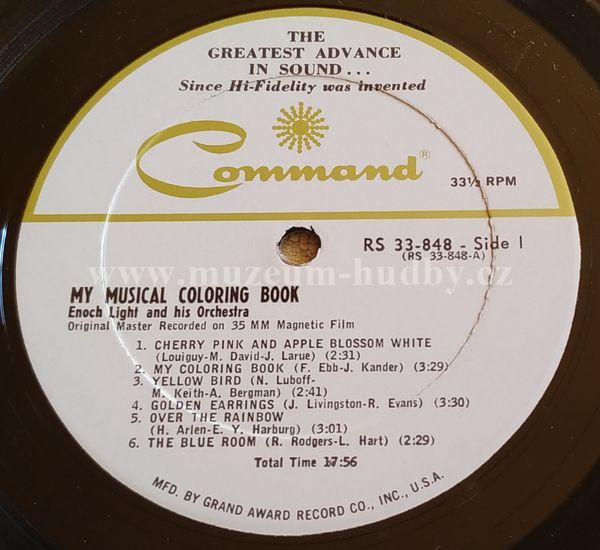 THE
GREATEST ADVANCE
IN SOUND...
Since Hi-Fidelity was invented
Command®
33⅓ RPM
RS 33-848 - Side 1
(RS 33-848-A)
www.muzeum-hudby.cz
MY MUSICAL COLORING BOOK
Enoch Light and his Orchestra
Original Master Recorded on 35 MM Magnetic Film
1. CHERRY PINK AND APPLE BLOSSOM WHITE
(Louiguy-M. David-J. Larue) (2:31)
2. MY COLORING BOOK (F. Ebb-J. Kander) (3:29)
3. YELLOW BIRD (N. Luboff-
M. Keith-A. Bergman) (2:41)
4. GOLDEN EARRINGS (J. Livingston-R. Evans) (3:30)
5. OVER THE RAINBOW
(H. Arlen-E. Y. Harburg) (3:01)
6. THE BLUE ROOM (R. Rodgers-L. Hart) (2:29)
Total Time 17:56
MFD. BY GRAND AWARD RECORD CO., INC., U.S.A.